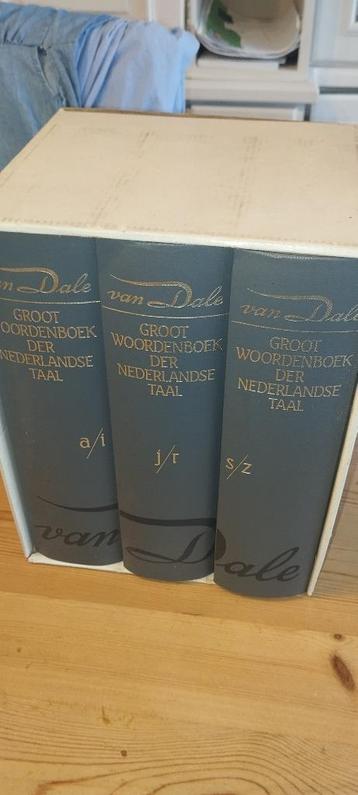 van Dale
GROOT
WOORDENBOEK
DER
NEDERLANDSE
TAAL
a/i
van Dale
GROOT
WOORDENBOEK
DER
NEDERLANDSE
TAAL
j/r
van Dale
GROOT
WOORDENBOEK
DER
NEDERLANDSE
TAAL
s/z
van Dale